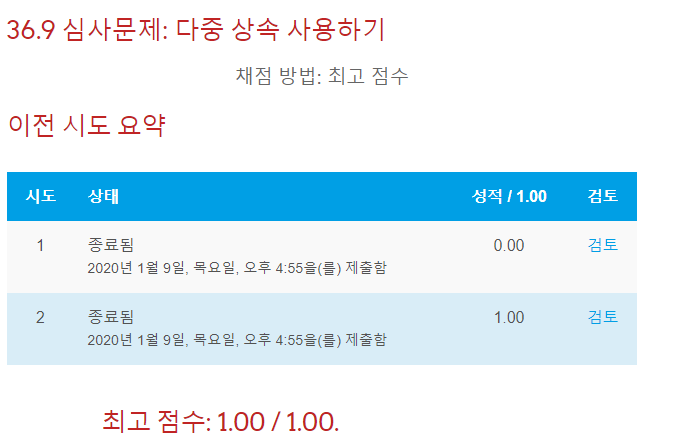 36.9 심사문제: 다중 상속 사용하기
채점 방법: 최고 점수
이전 시도 요약
시도 상태 성적 / 1.00 검토
1 종료됨 0.00 검토
2020년 1월 9일, 목요일, 오후 4:55을(를) 제출함
2 종료됨 1.00 검토
2020년 1월 9일, 목요일, 오후 4:55을(를) 제출함
최고 점수: 1.00 / 1.00.